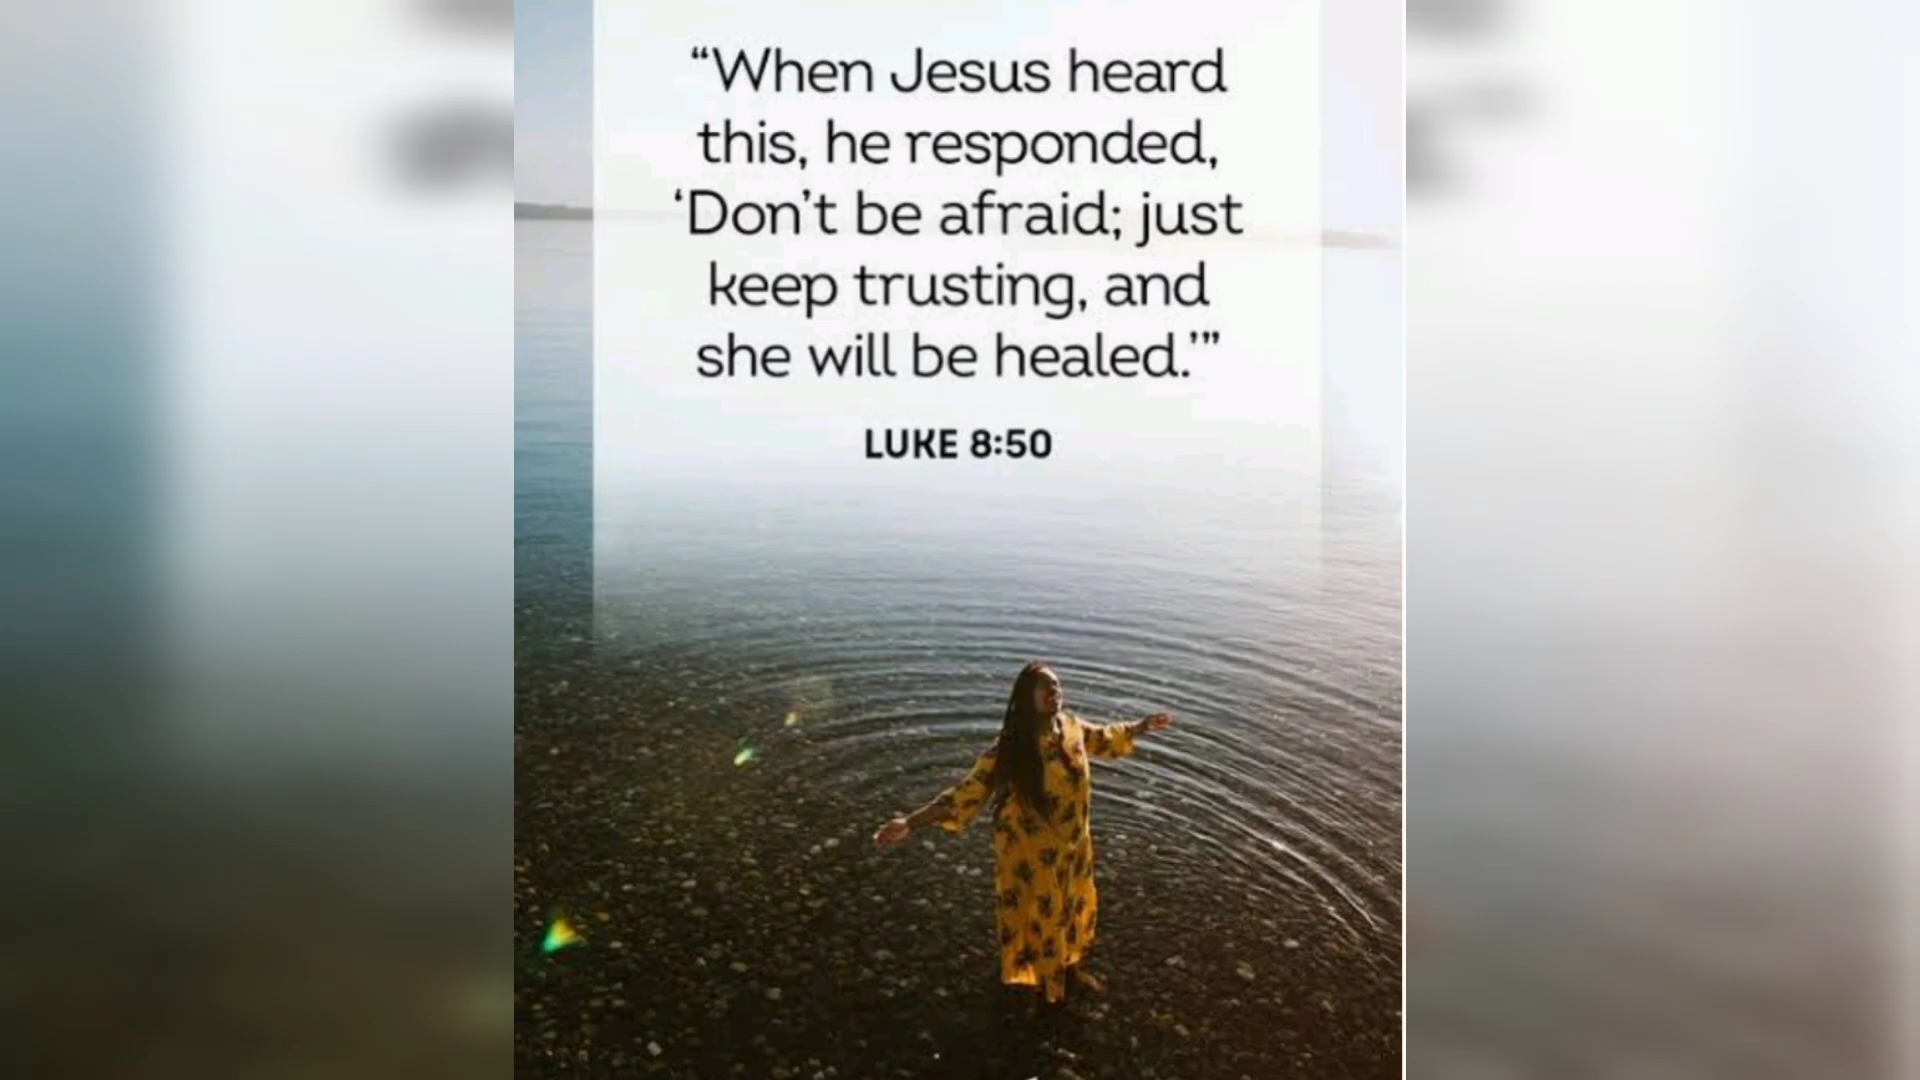 “When Jesus heard
this, he responded,
‘Don’t be afraid; just
keep trusting, and
she will be healed.’”
LUKE 8:50